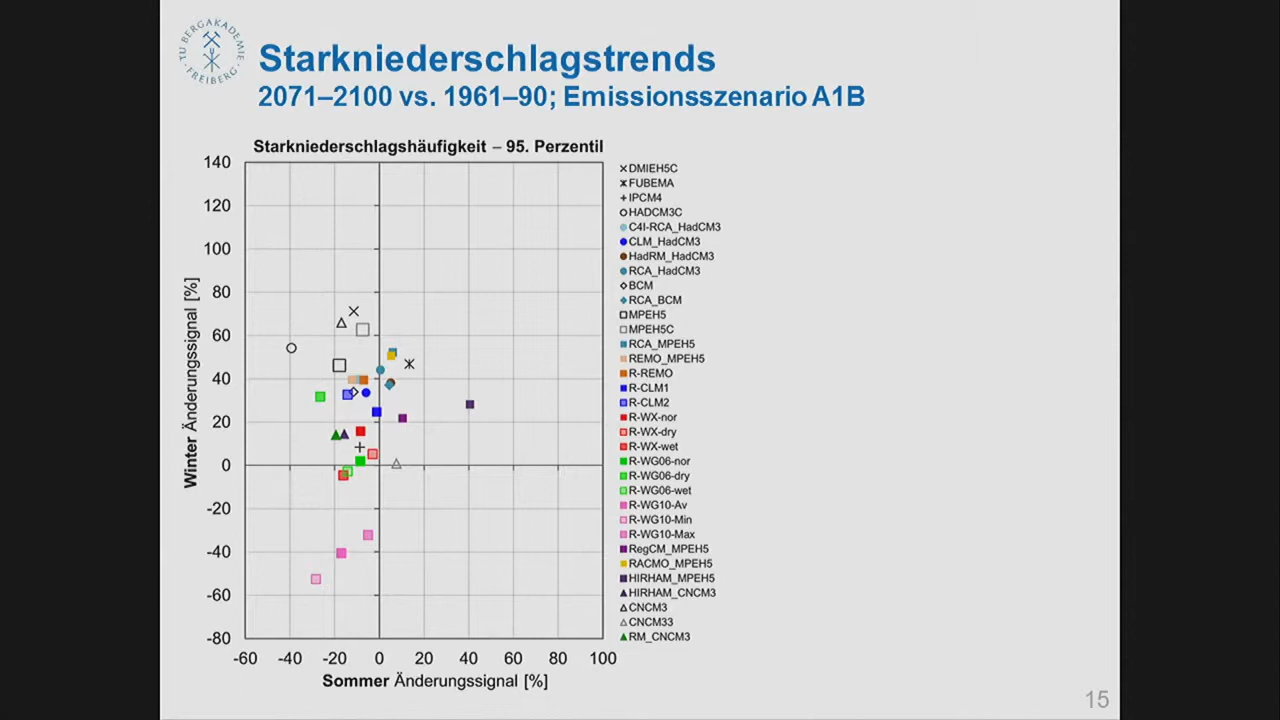 TU BERGAKADEMIE
FREIBERG
Starkniederschlagstrends
2071–2100 vs. 1961–90; Emissionsszenario A1B
Starkniederschlagshäufigkeit – 95. Perzentil
140
120
100
80
60
40
20
0
-20
-40
-60
-80
Winter Änderungssignal [%]
-60 -40 -20 0 20 40 60 80 100
Sommer Änderungssignal [%]
DMIEH5C
FUBEMA
IPCM4
HADCM3C
C4I-RCA_HadCM3
CLM_HadCM3
HadRM_HadCM3
RCA_HadCM3
BCM
RCA_BCM
MPEH5
MPEH5C
RCA_MPEH5
REMO_MPEH5
R-REMO
R-CLM1
R-CLM2
R-WX-nor
R-WX-dry
R-WX-wet
R-WG06-nor
R-WG06-dry
R-WG06-wet
R-WG10-Av
R-WG10-Min
R-WG10-Max
RegCM_MPEH5
RACMO_MPEH5
HIRHAM_MPEH5
HIRHAM_CNCM3
CNCM3
CNCM33
RM_CNCM3
15